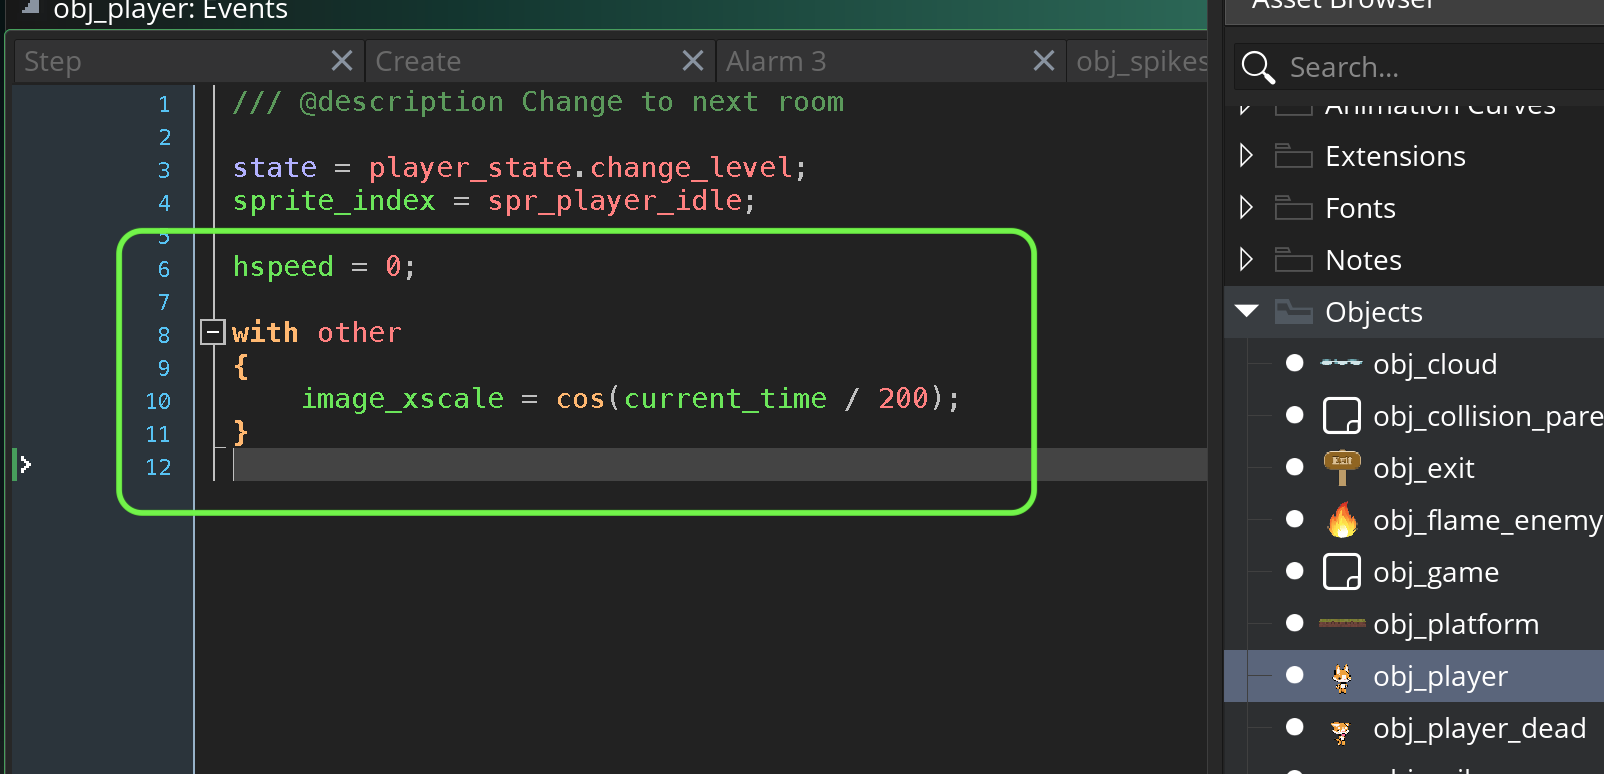 obj_player: Events
Step
Create
Alarm 3
obj_spikes
1 /// @description Change to next room
2
3 state = player_state.change_level;
4 sprite_index = spr_player_idle;
5
6 hspeed = 0;
7
8 with other
9 {
10 image_xscale = cos(current_time / 200);
11 }
12
Asset Browser
Search...
Animation Curves
Extensions
Fonts
Notes
Objects
obj_cloud
obj_collision_pare
obj_exit
obj_flame_enemy
obj_game
obj_platform
obj_player
obj_player_dead